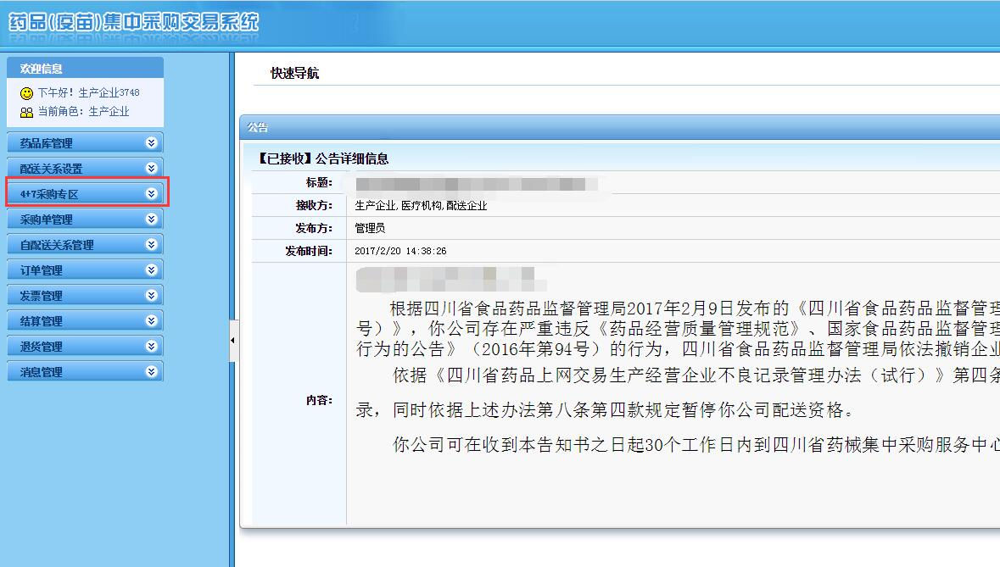 药品(疫苗)集中采购交易系统
欢迎信息
下午好！生产企业3748
当前角色：生产企业
药品库管理
配送关系设置
4+7采购专区
采购单管理
自配送关系管理
订单管理
发票管理
结算管理
退货管理
消息管理
快速导航
公告
【已接收】公告详细信息
标题：
接收方： 生产企业,医疗机构,配送企业
发布方： 管理员
发布时间： 2017/2/20 14:38:26
内容：
根据四川省食品药品监督管理局2017年2月9日发布的《四川省食品药品监督管理
号）》，你公司存在严重违反《药品经营质量管理规范》、国家食品药品监督管理
行为的公告》（2016年第94号）的行为，四川省食品药品监督管理局依法撤销企业
依据《四川省药品上网交易生产经营企业不良记录管理办法（试行）》第四条
录，同时依据上述办法第八条第四款规定暂停你公司配送资格。
你公司可在收到本告知书之日起30个工作日内到四川省药械集中采购服务中心